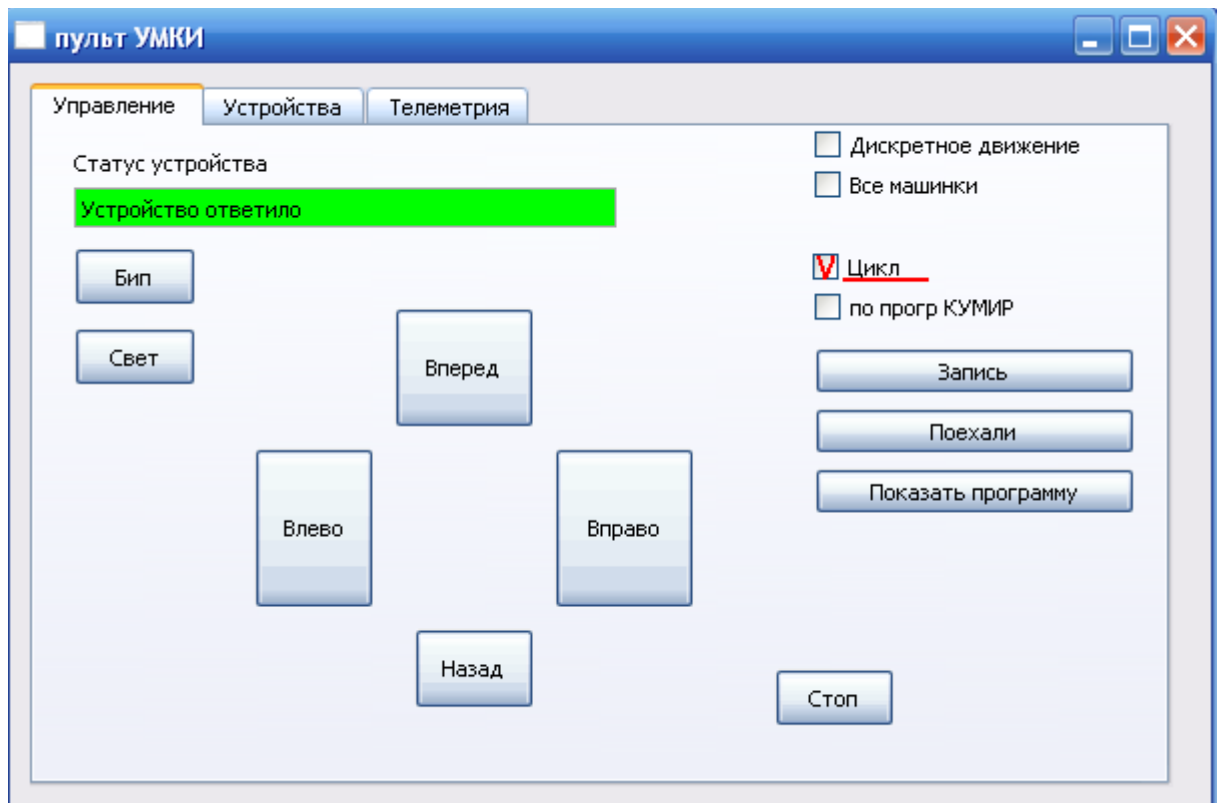 пульт УМКИ
Управление
Устройства
Телеметрия
Статус устройства
Устройство ответило
Дискретное движение
Все машинки
V Цикл
по прогр КУМИР
Бип
Свет
Вперед
Влево
Вправо
Назад
Запись
Поехали
Показать программу
Стоп